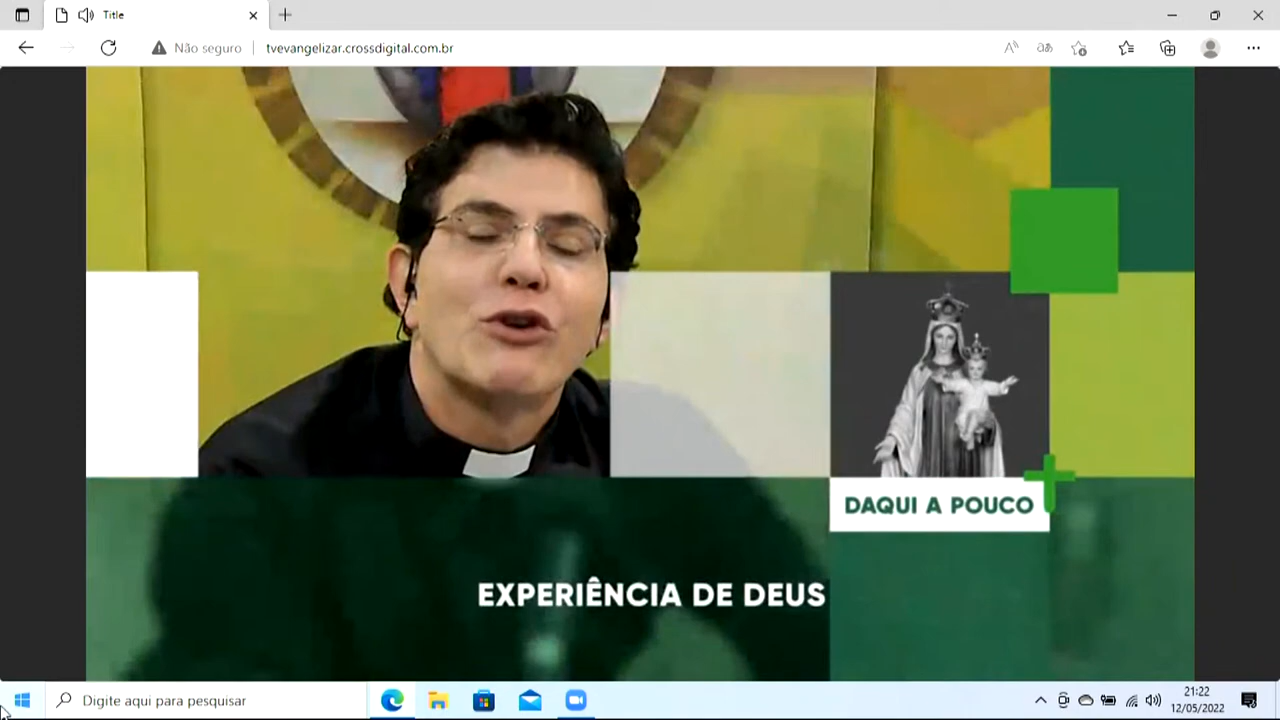 Title
Não seguro
tvevangelizar.crossdigital.com.br
DAQUI A POUCO
EXPERIÊNCIA DE DEUS
Digite aqui para pesquisar
21:22
12/05/2022